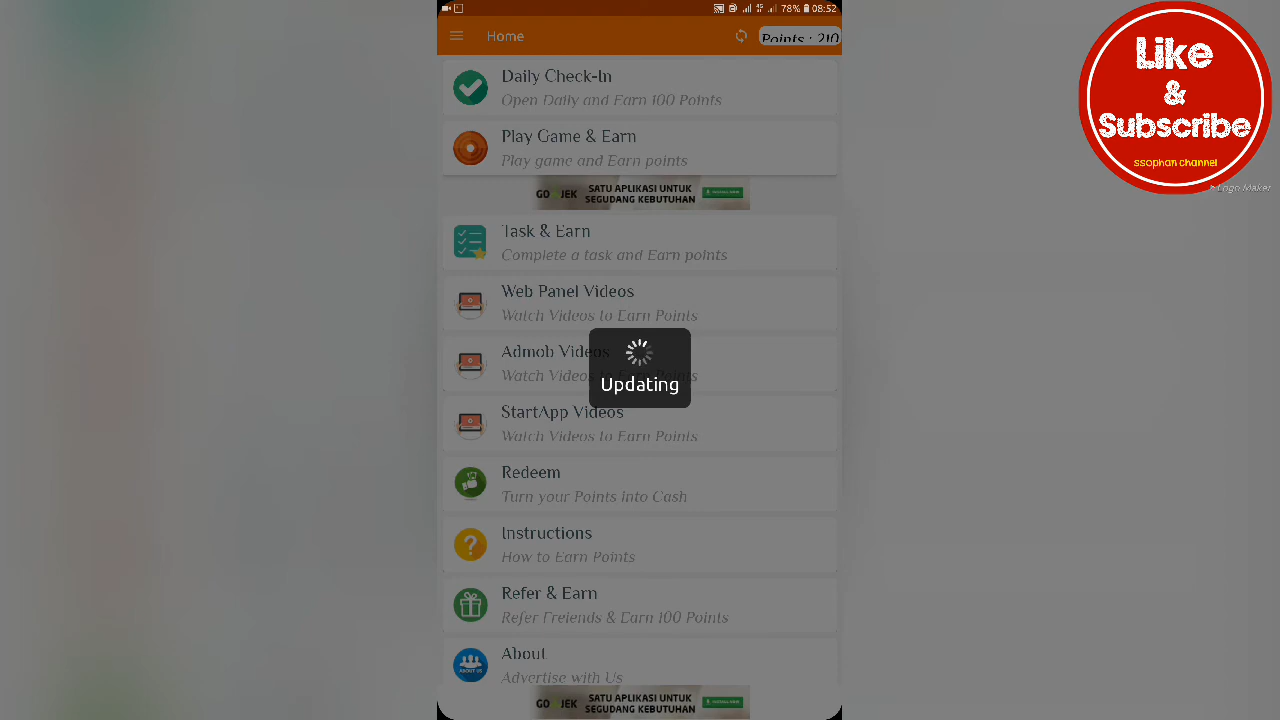 78% 08:52
Home
Points : 210
Daily Check-In
Open Daily and Earn 100 Points
Play Game & Earn
Play game and Earn points
GOJEK SATU APLIKASI UNTUK
SEGUDANG KEBUTUHAN
Task & Earn
Complete a task and Earn points
Web Panel Videos
Watch Videos to Earn Points
Admob Videos
Watch Videos to Earn Points
Updating
StartApp Videos
Watch Videos to Earn Points
Redeem
Turn your Points into Cash
Instructions
How to Earn Points
Refer & Earn
Refer Freiends & Earn 100 Points
About
Advertise with Us
GOJEK SATU APLIKASI UNTUK
SEGUDANG KEBUTUHAN
Like
&
Subscribe
ssophan channel
Logo Maker